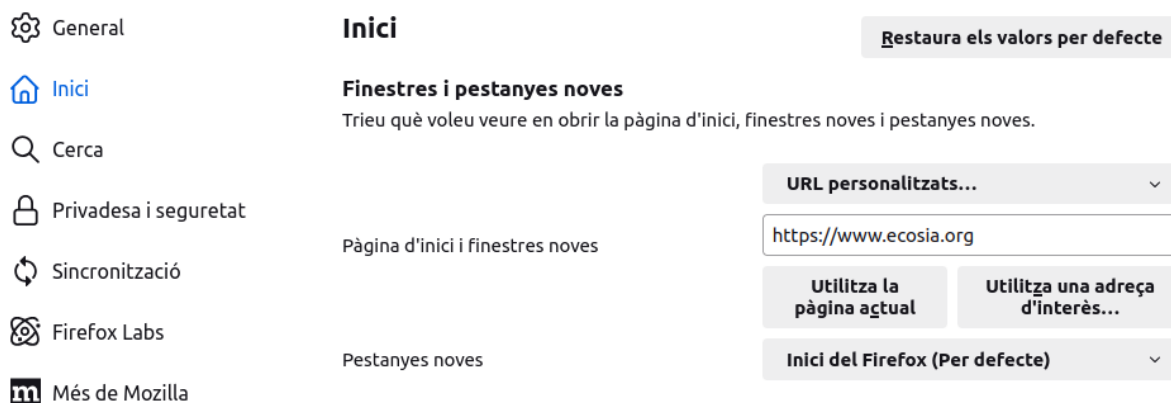 General
Inici
Cerca
Privadesa i seguretat
Sincronització
Firefox Labs
m Més de Mozilla
Inici
Restaura els valors per defecte
Finestres i pestanyes noves
Trieu què voleu veure en obrir la pàgina d'inici, finestres noves i pestanyes noves.
Pàgina d'inici i finestres noves
URL personalitzats...
https://www.ecosia.org
Utilitza la
pàgina actual
Utilitza una adreça
d'interès...
Pestanyes noves
Inici del Firefox (Per defecte)